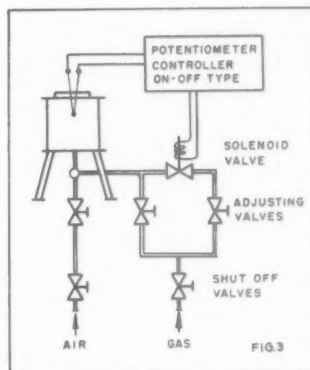 POTENTIOMETER
CONTROLLER
ON-OFF TYPE
SOLENOID
VALVE
ADJUSTING
VALVES
SHUT OFF
VALVES
AIR
GAS
FIG.3